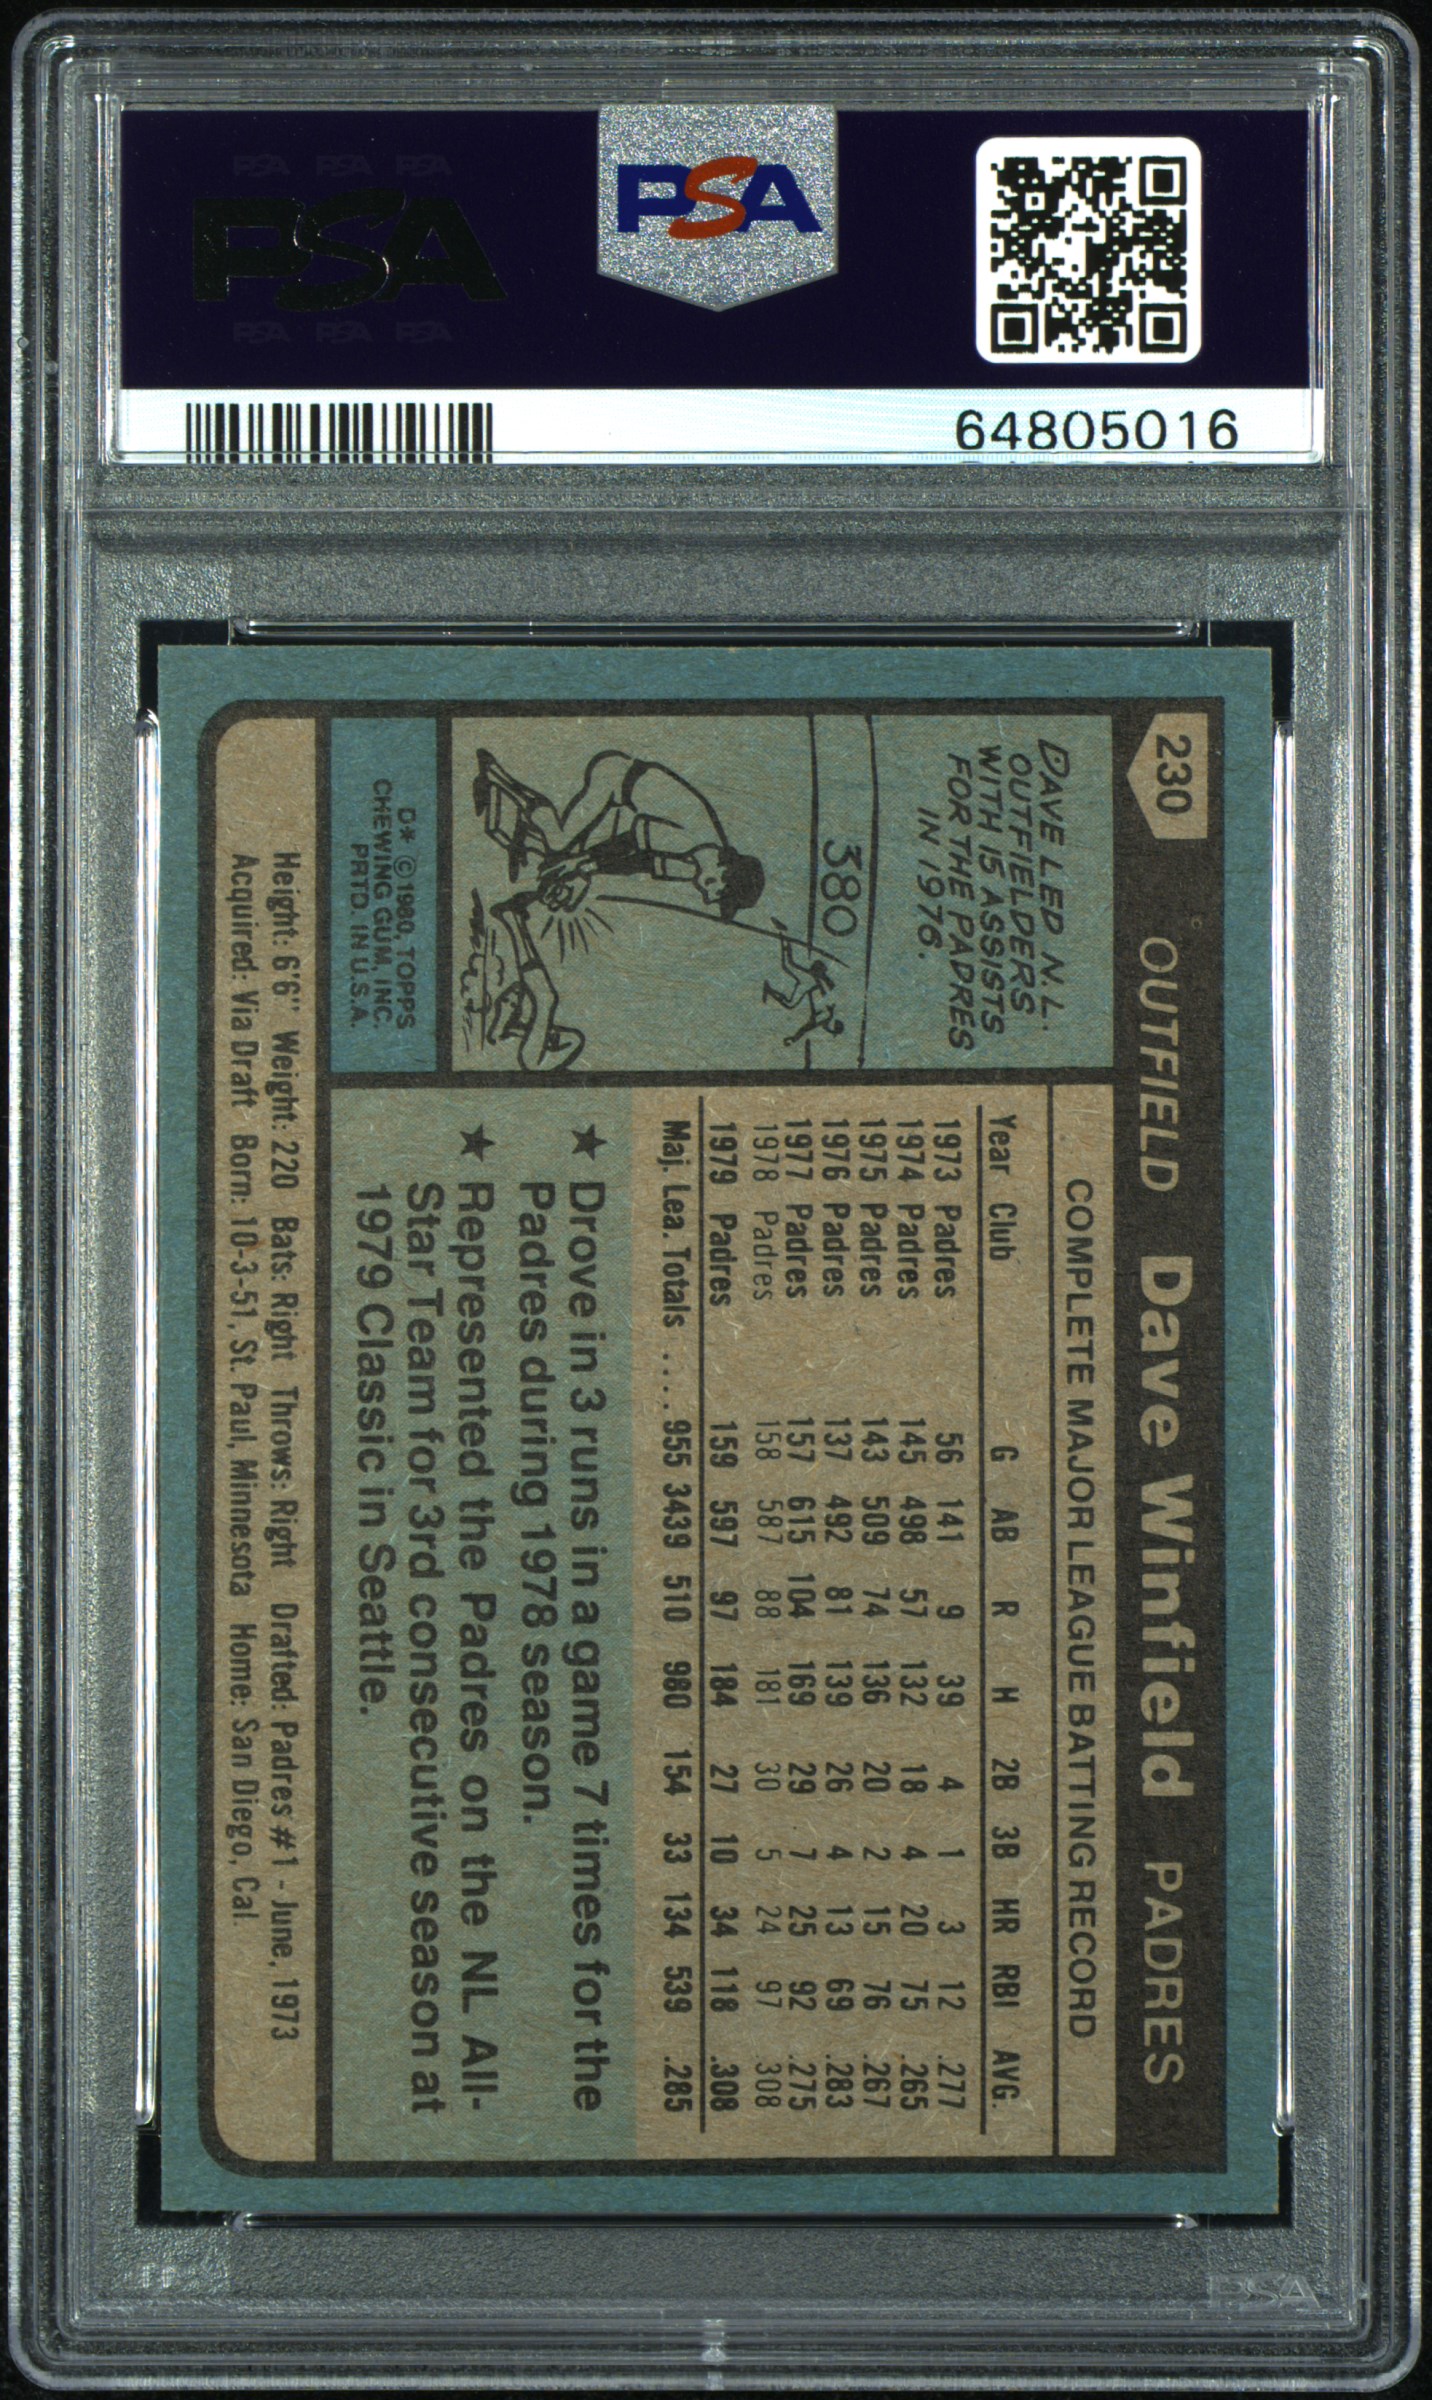 PSA PSA PSA
PSA
PSA PSA PSA
PSA
64805016
230 OUTFIELD Dave Winfield PADRES
DAVE LED N.L.
OUTFIELDERS
WITH 15 ASSISTS
FOR THE PADRES
IN 1976.
380
D* © 1980, TOPPS
CHEWING GUM, INC.
PRTD. IN U.S.A.
COMPLETE MAJOR LEAGUE BATTING RECORD
Year Club G AB R H 2B 3B HR RBI AVG.
1973 Padres 56 141 9 39 4 1 3 12 .277
1974 Padres 145 498 57 132 18 4 20 75 .265
1975 Padres 143 509 74 136 20 2 15 76 .267
1976 Padres 137 492 81 139 26 4 13 69 .283
1977 Padres 157 615 104 169 29 7 25 92 .275
1978 Padres 158 587 88 181 30 5 24 97 .308
1979 Padres 159 597 97 184 27 10 34 118 .308
Maj. Lea. Totals .... 955 3439 510 980 154 33 134 539 .285
★ Drove in 3 runs in a game 7 times for the
Padres during 1978 season.
★ Represented the Padres on the NL All-
Star Team for 3rd consecutive season at
1979 Classic in Seattle.
Height: 6'6" Weight: 220 Bats: Right Throws: Right Drafted: Padres #1 - June, 1973
Acquired: Via Draft Born: 10-3-51, St. Paul, Minnesota Home: San Diego, Cal.
PSA